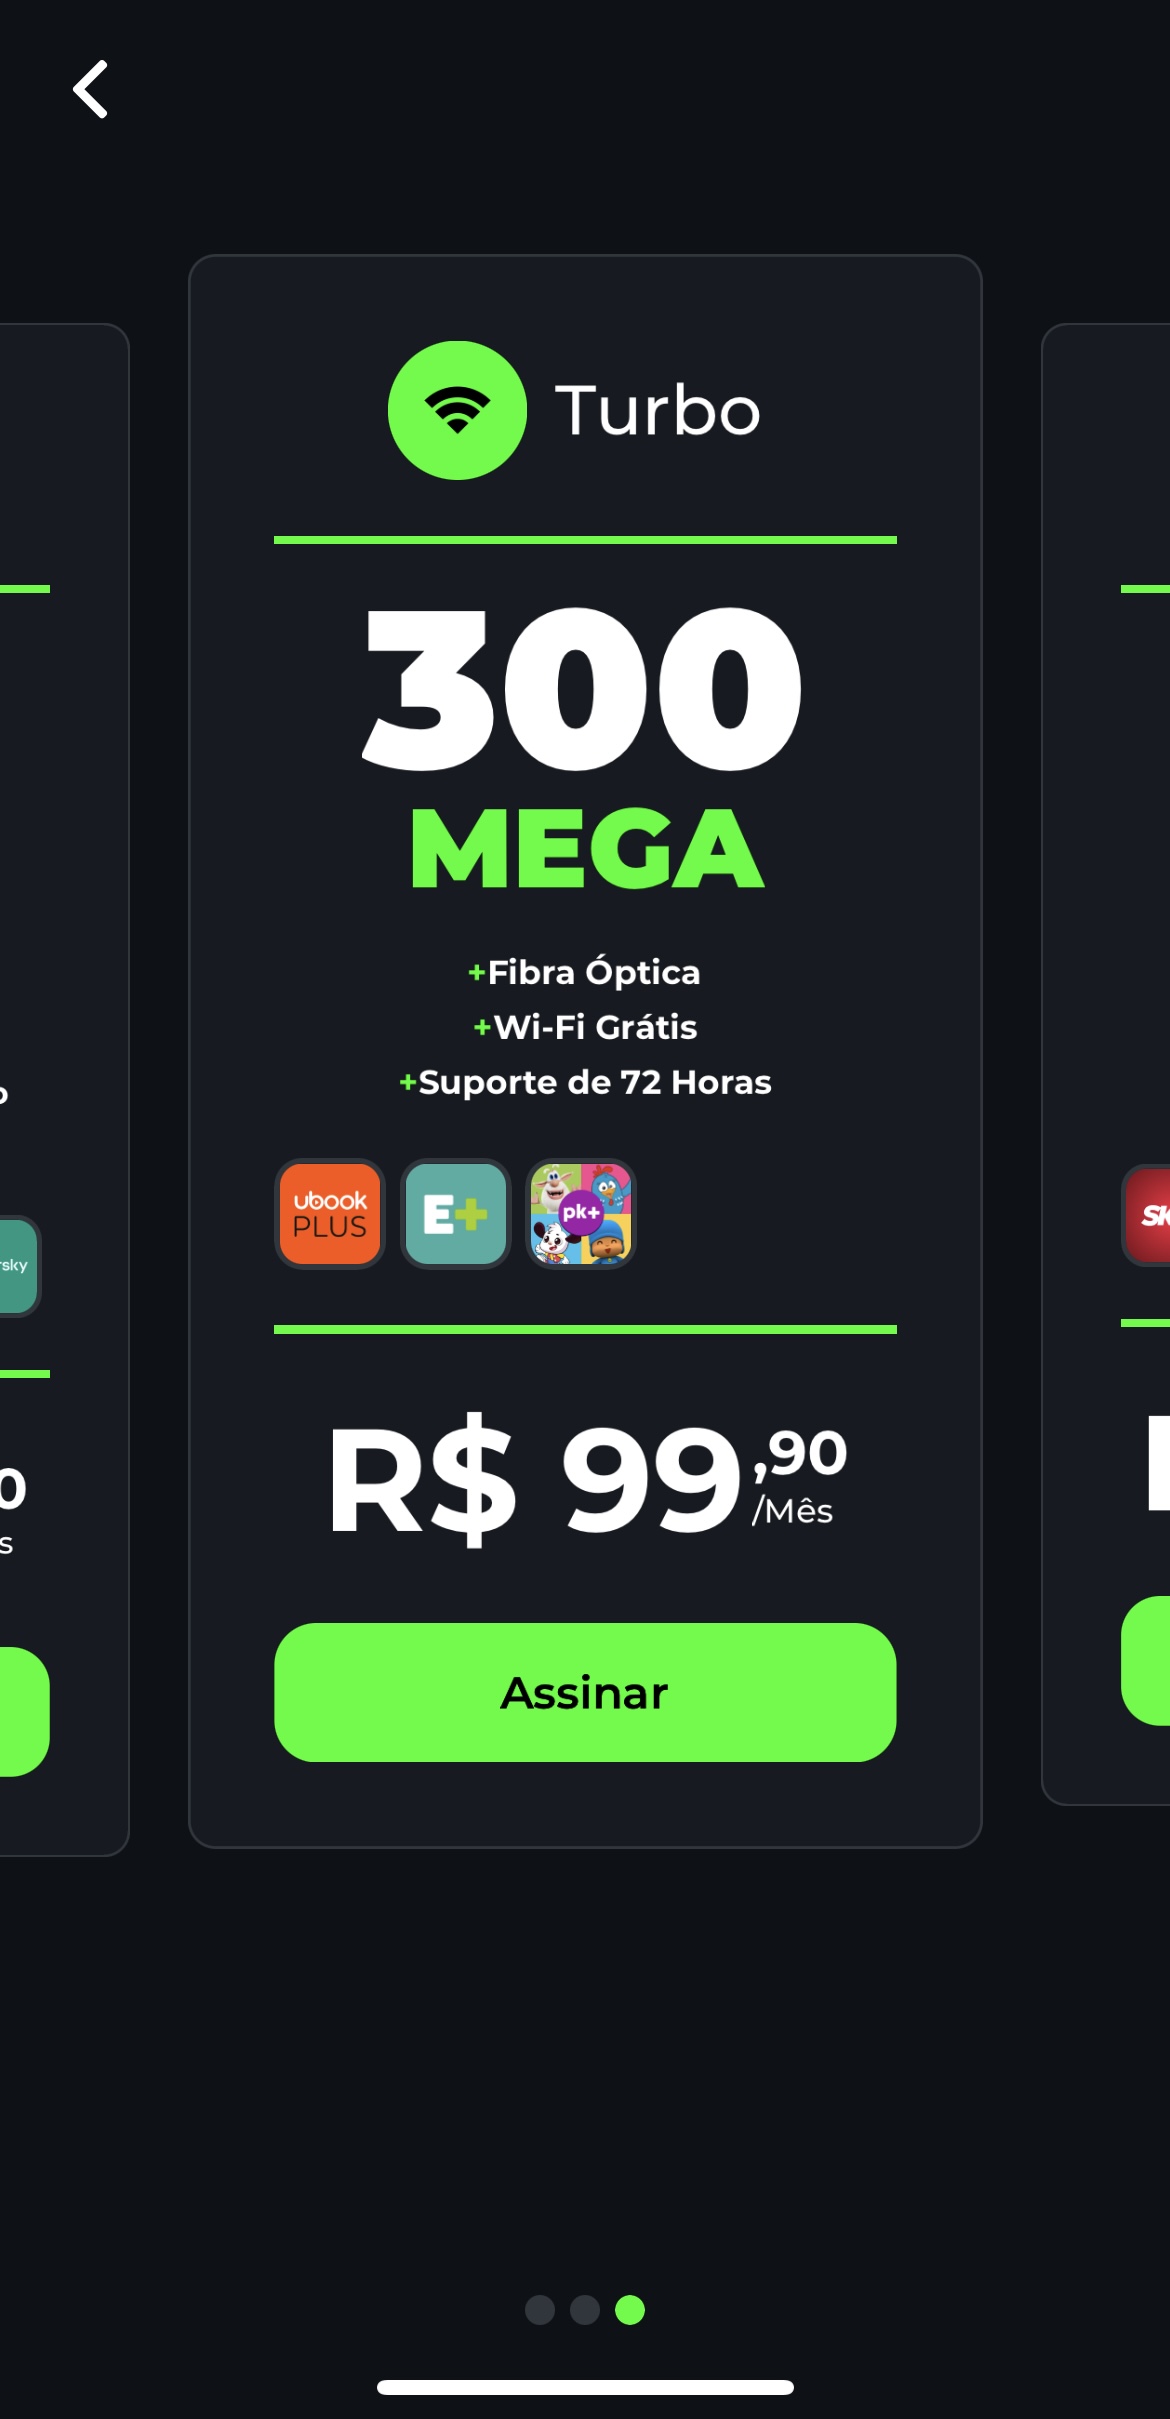 Turbo
300
MEGA
+Fibra Óptica
+Wi-Fi Grátis
+Suporte de 72 Horas
ubook
PLUS
E+
pk+
R$ 99,90
/Mês
Assinar